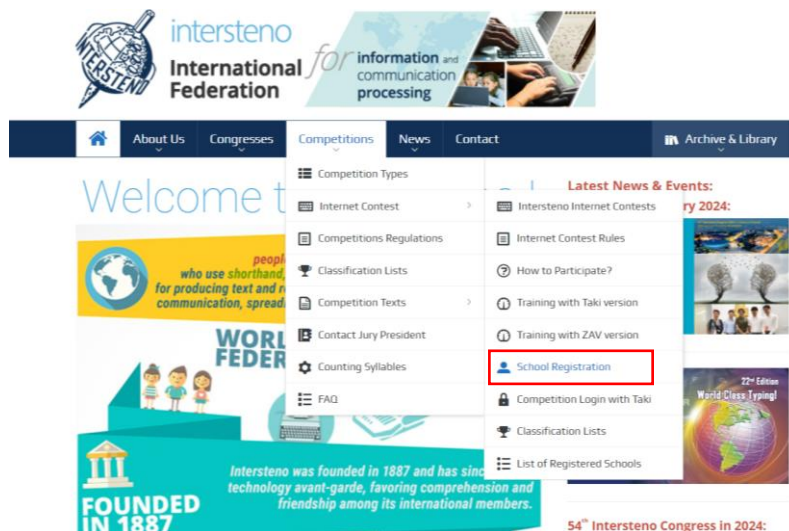 INTERSTENO
intersteno
International
Federation
for information and
communication
processing
About Us
Congresses
Competitions
News
Contact
Archive & Library
Competition Types
Internet Contest
Competitions Regulations
Classification Lists
Competition Texts
Contact Jury President
Counting Syllables
FAQ
Intersteno Internet Contests
Internet Contest Rules
How to Participate?
Training with Taki version
Training with ZAV version
School Registration
Competition Login with Taki
Classification Lists
List of Registered Schools
Welcome t
Latest News & Events:
ry 2024:
people
who use shorthand,
for producing text and r
communication, spread
WORL
FEDER
22nd Edition
World Class Typing!
Intersteno was founded in 1887 and has sinc
technology avant-garde, favoring comprehension and
friendship among its international members.
FOUNDED
IN 1887
54th Intersteno Congress in 2024: